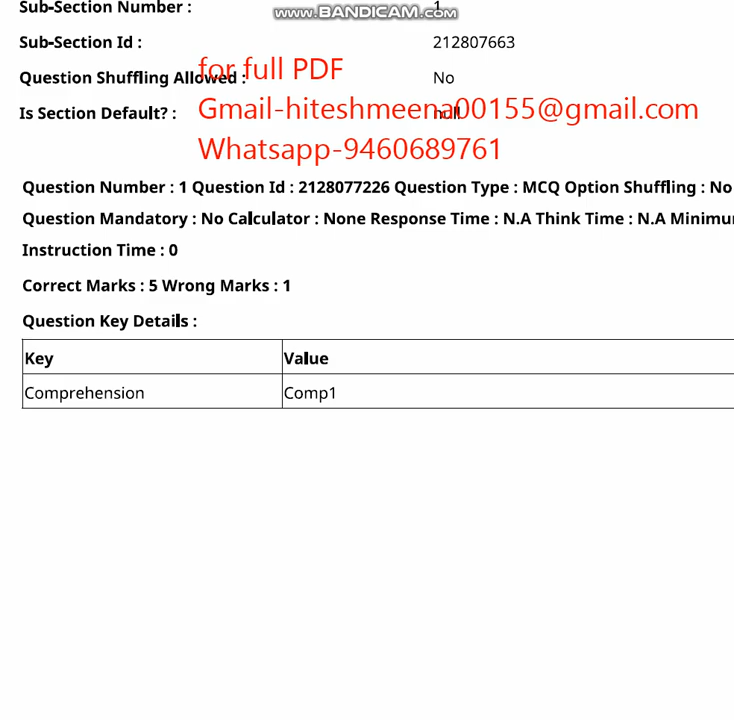 Sub-Section Number : 1
www.BANDICAM.com
Sub-Section Id : 212807663
for full PDF
Question Shuffling Allowed : No
Gmail-hiteshmeena00155@gmail.com
Is Section Default? : null
Whatsapp-9460689761
Question Number : 1 Question Id : 2128077226 Question Type : MCQ Option Shuffling : No
Question Mandatory : No Calculator : None Response Time : N.A Think Time : N.A Minimu
Instruction Time : 0
Correct Marks : 5 Wrong Marks : 1
Question Key Details :
Key Value
Comprehension Comp1